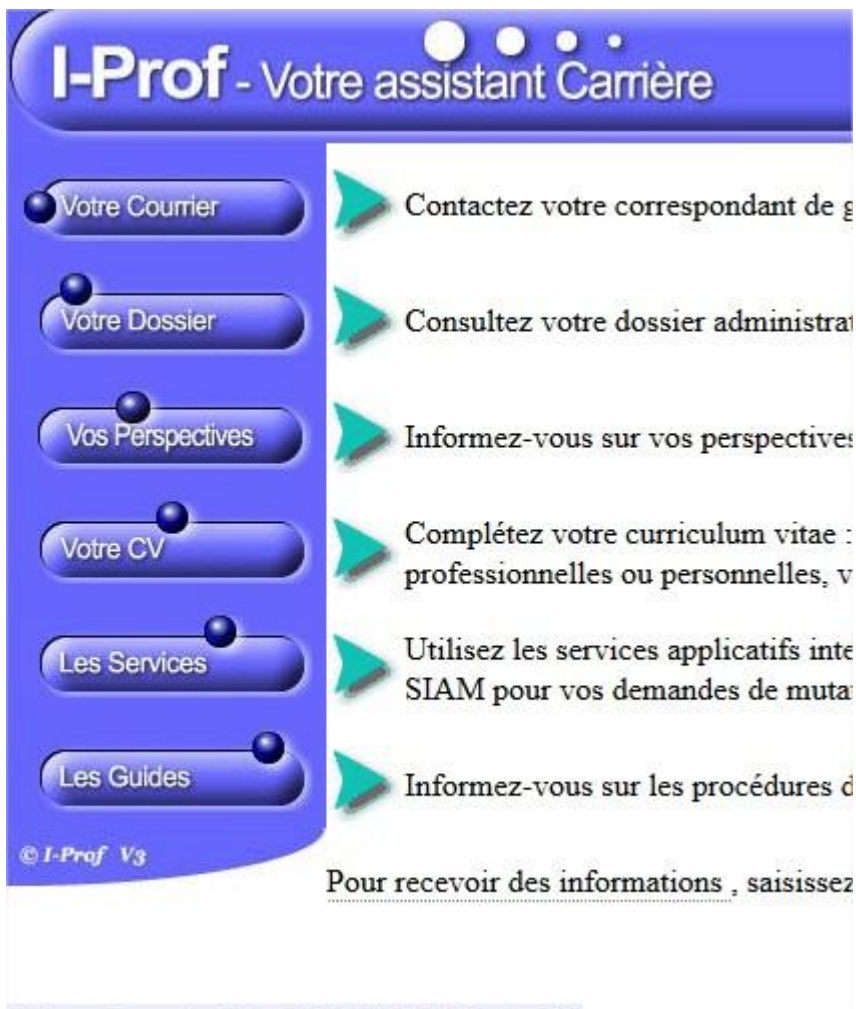 I-Prof - Votre assistant Carrière
Votre Courrier
Contactez votre correspondant de g
Votre Dossier
Consultez votre dossier administrat
Vos Perspectives
Informez-vous sur vos perspectives
Votre CV
Complétez votre curriculum vitae :
professionnelles ou personnelles, v
Les Services
Utilisez les services applicatifs inte
SIAM pour vos demandes de muta
Les Guides
Informez-vous sur les procédures d
© I-Prof V3
Pour recevoir des informations , saisissez